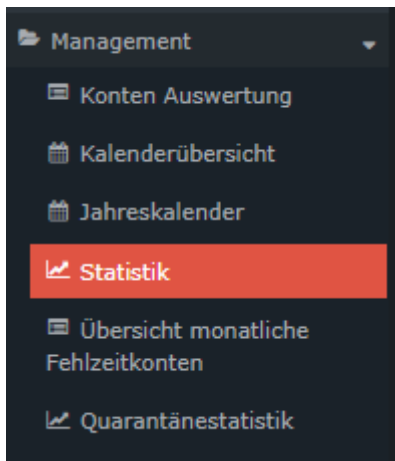 Management
Konten Auswertung
Kalenderübersicht
Jahreskalender
Statistik
Übersicht monatliche
Fehlzeitkonten
Quarantänestatistik